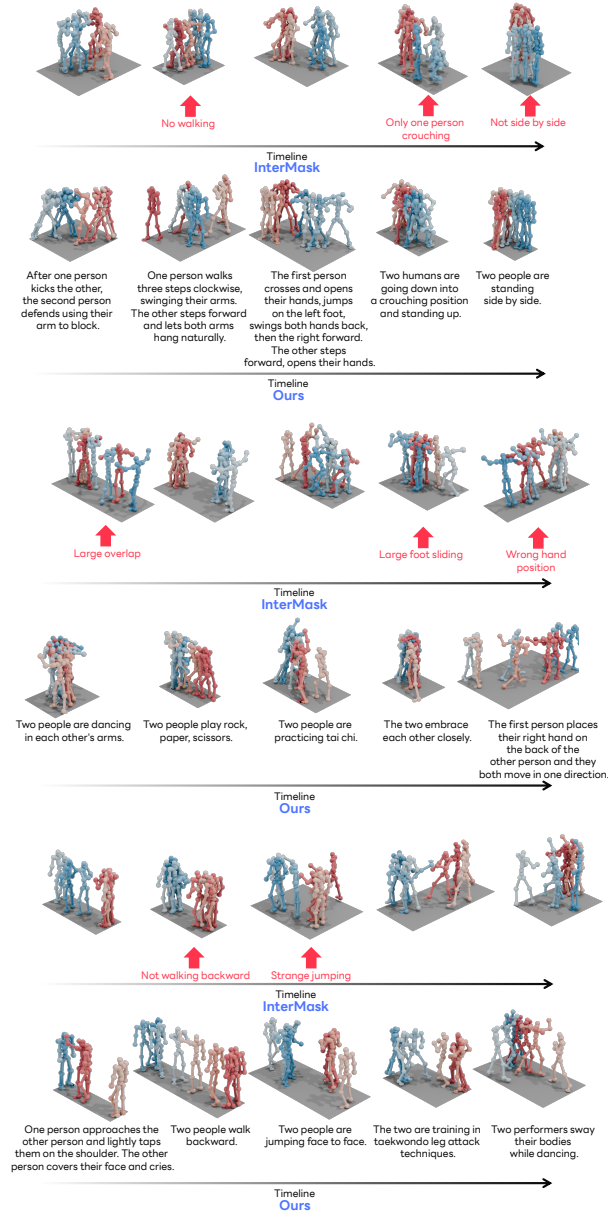 No walking
Only one person
crouching
Not side by side
Timeline
InterMask
After one person
kicks the other,
the second person
defends using their
arm to block.
One person walks
three steps clockwise,
swinging their arms.
The other steps forward
and lets both arms
hang naturally.
The first person
crosses and opens
their hands, jumps
on the left foot,
swings both hands back,
then the right forward.
The other steps
forward, opens their hands.
Two humans are
going down into
a crouching position
and standing up.
Two people are
standing
side by side.
Timeline
Ours
Large overlap
Large foot sliding
Wrong hand
position
Timeline
InterMask
Two people are dancing
in each other's arms.
Two people play rock,
paper, scissors.
Two people are
practicing tai chi.
The two embrace
each other closely.
The first person places
their right hand on
the back of the
other person and they
both move in one direction.
Timeline
Ours
Not walking backward
Strange jumping
Timeline
InterMask
One person approaches the
other person and lightly taps
them on the shoulder. The other
person covers their face and cries.
Two people walk
backward.
Two people are
jumping face to face.
The two are training in
taekwondo leg attack
techniques.
Two performers sway
their bodies
while dancing.
Timeline
Ours